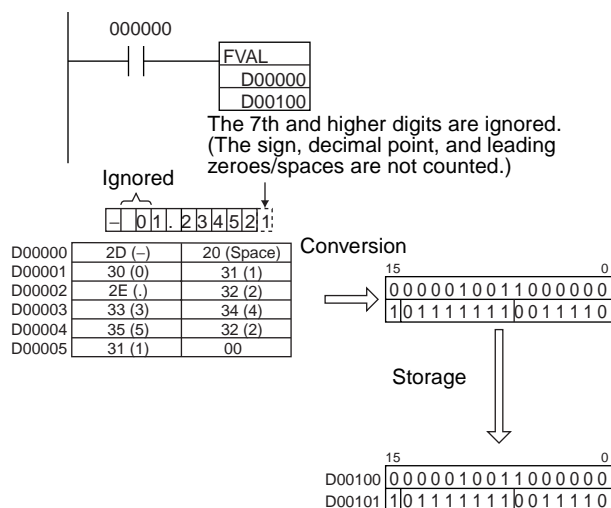 000000
FVAL
D00000
D00100
The 7th and higher digits are ignored.
(The sign, decimal point, and leading
zeroes/spaces are not counted.)
Ignored
– 0 1 . 2 3 4 5 2 1
D00000 2D (–) 20 (Space)
D00001 30 (0) 31 (1)
D00002 2E (.) 32 (2)
D00003 33 (3) 34 (4)
D00004 35 (5) 32 (2)
D00005 31 (1) 00
Conversion
15 0
0 0 0 0 0 1 0 0 1 1 0 0 0 0 0 0
1 0 1 1 1 1 1 1 1 0 0 1 1 1 1 0
Storage
15 0
D00100 0 0 0 0 0 1 0 0 1 1 0 0 0 0 0 0
D00101 1 0 1 1 1 1 1 1 1 0 0 1 1 1 1 0